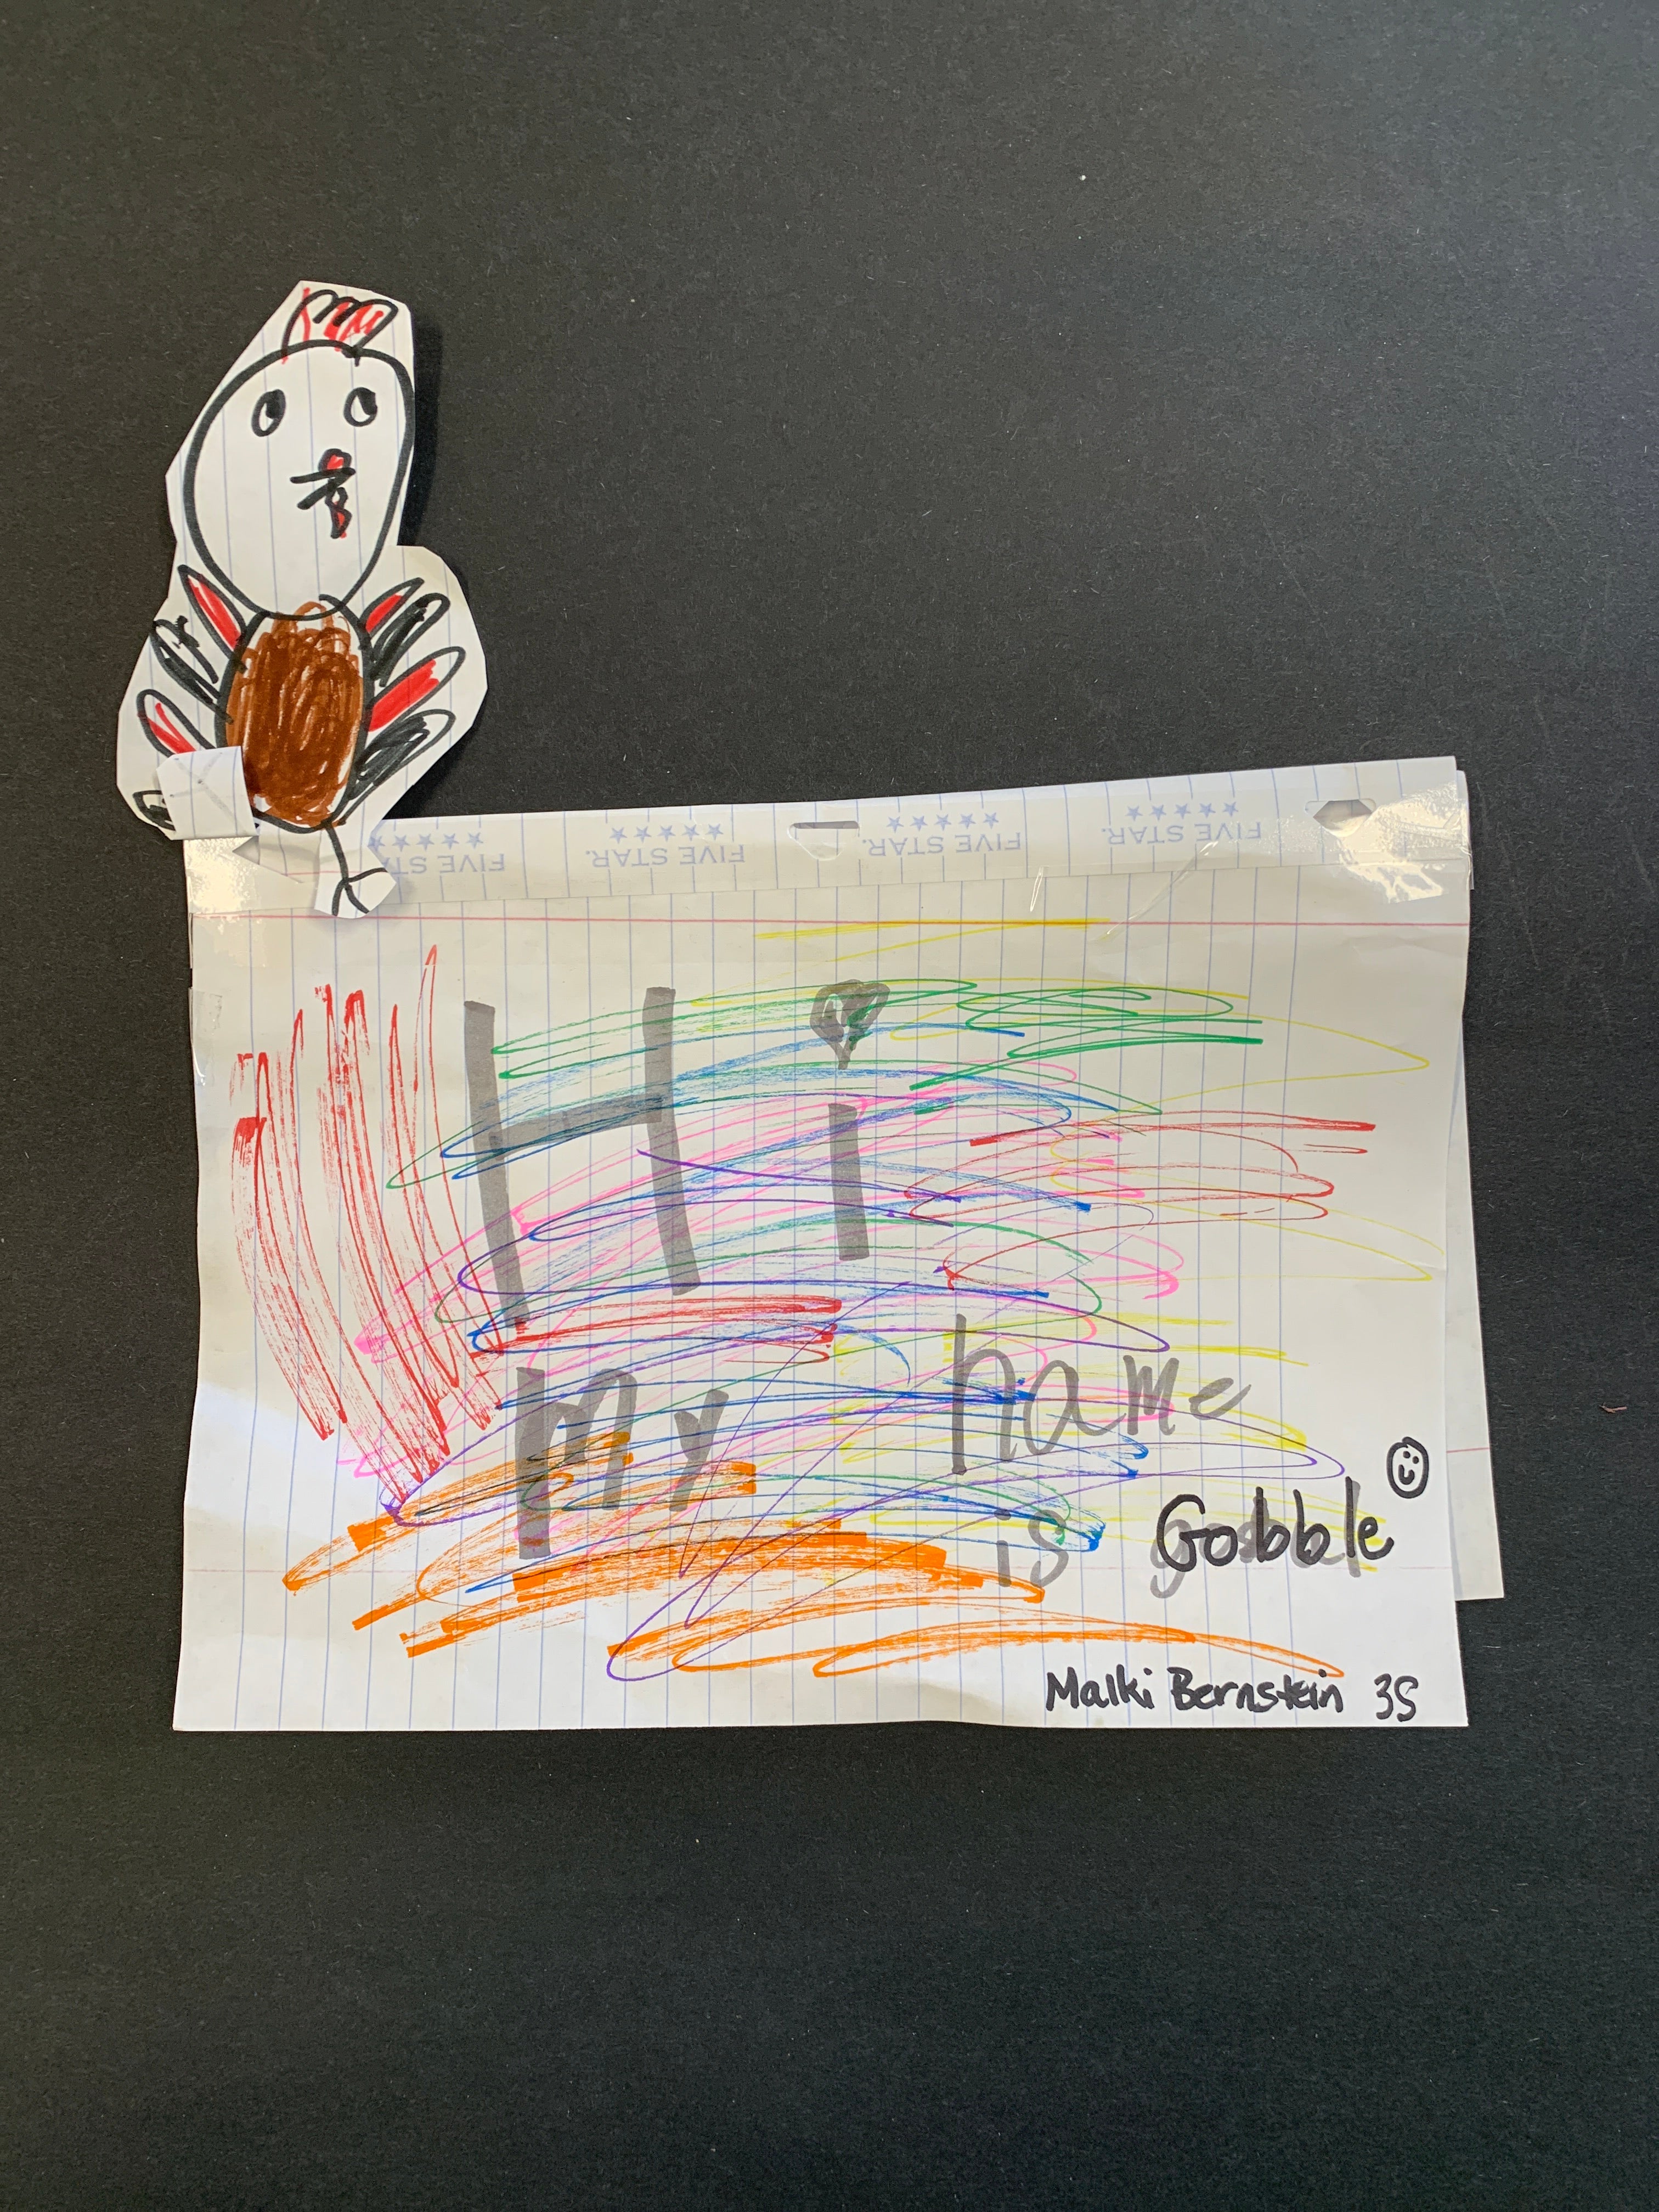 FIVE STAR. FIVE STAR. FIVE STAR. FIVE STAR.
Hi
my name
is Gobble
Malki Bernstein 3S